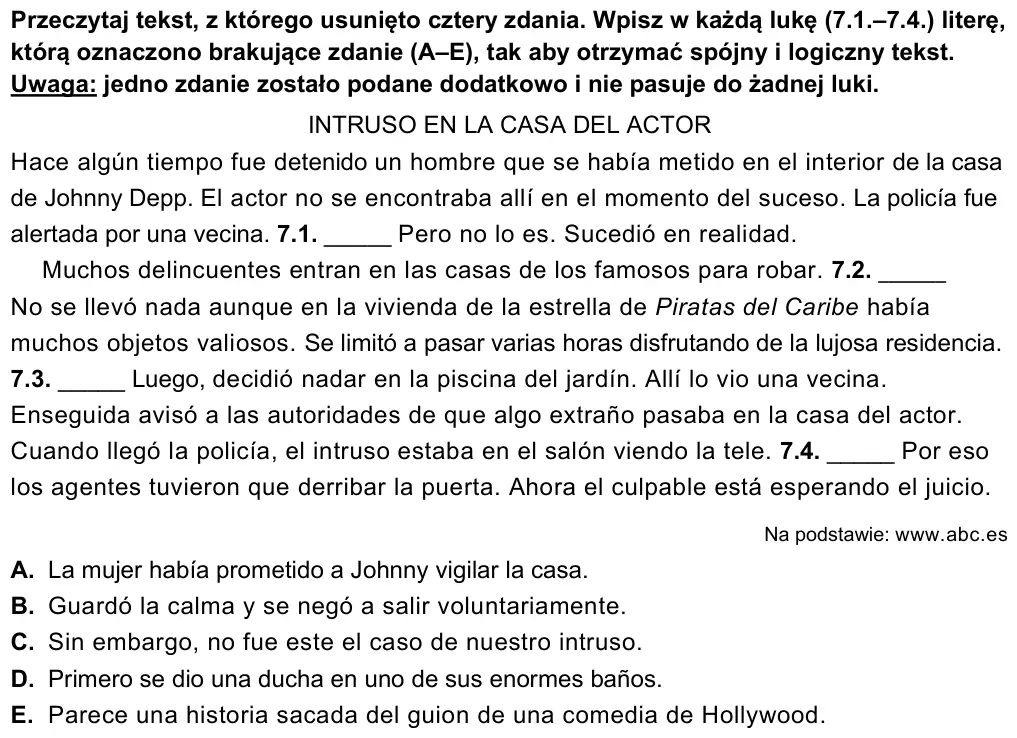 Przeczytaj tekst, z którego usunięto cztery zdania. Wpisz w każdą lukę (7.1.–7.4.) literę,
którą oznaczono brakujące zdanie (A–E), tak aby otrzymać spójny i logiczny tekst.
Uwaga: jedno zdanie zostało podane dodatkowo i nie pasuje do żadnej luki.
INTRUSO EN LA CASA DEL ACTOR
Hace algún tiempo fue detenido un hombre que se había metido en el interior de la casa
de Johnny Depp. El actor no se encontraba allí en el momento del suceso. La policía fue
alertada por una vecina. 7.1. _____ Pero no lo es. Sucedió en realidad.
Muchos delincuentes entran en las casas de los famosos para robar. 7.2. _____
No se llevó nada aunque en la vivienda de la estrella de Piratas del Caribe había
muchos objetos valiosos. Se limitó a pasar varias horas disfrutando de la lujosa residencia.
7.3. _____ Luego, decidió nadar en la piscina del jardín. Allí lo vio una vecina.
Enseguida avisó a las autoridades de que algo extraño pasaba en la casa del actor.
Cuando llegó la policía, el intruso estaba en el salón viendo la tele. 7.4. _____ Por eso
los agentes tuvieron que derribar la puerta. Ahora el culpable está esperando el juicio.
Na podstawie: www.abc.es
A. La mujer había prometido a Johnny vigilar la casa.
B. Guardó la calma y se negó a salir voluntariamente.
C. Sin embargo, no fue este el caso de nuestro intruso.
D. Primero se dio una ducha en uno de sus enormes baños.
E. Parece una historia sacada del guion de una comedia de Hollywood.